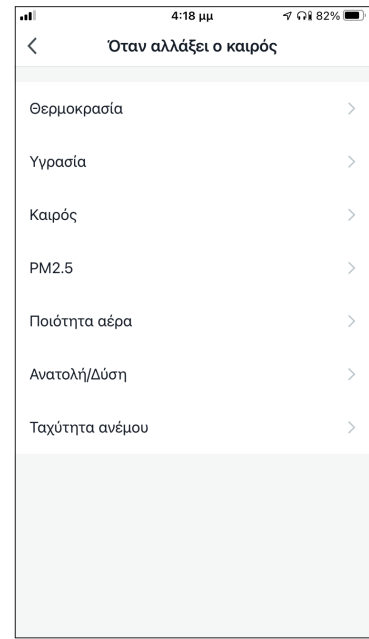 4:18 μμ 82%
Όταν αλλάξει ο καιρός
Θερμοκρασία
Υγρασία
Καιρός
PM2.5
Ποιότητα αέρα
Ανατολή/Δύση
Ταχύτητα ανέμου